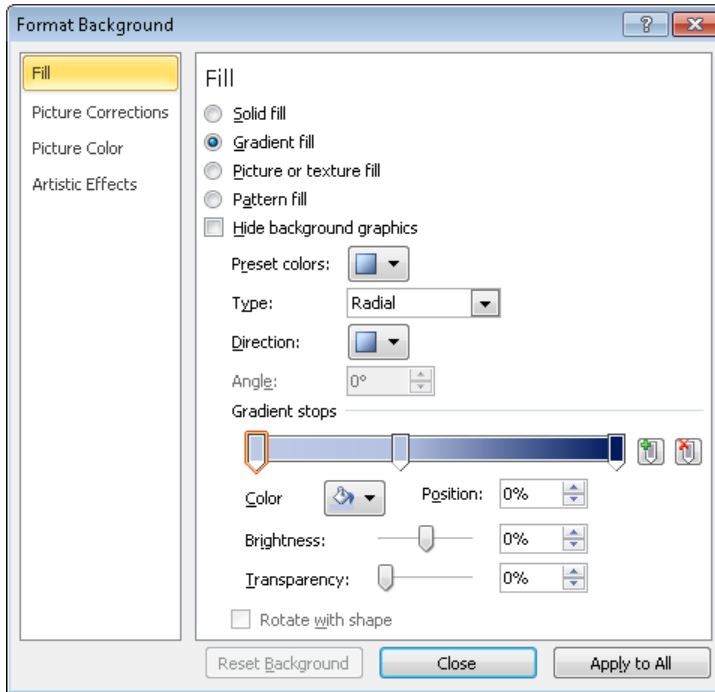 Format Background
Fill
Picture Corrections
Picture Color
Artistic Effects
Fill
Solid fill
Gradient fill
Picture or texture fill
Pattern fill
Hide background graphics
Preset colors:
Type: Radial
Direction:
Angle: 0°
Gradient stops
Color Position: 0%
Brightness: 0%
Transparency: 0%
Rotate with shape
Reset Background Close Apply to All